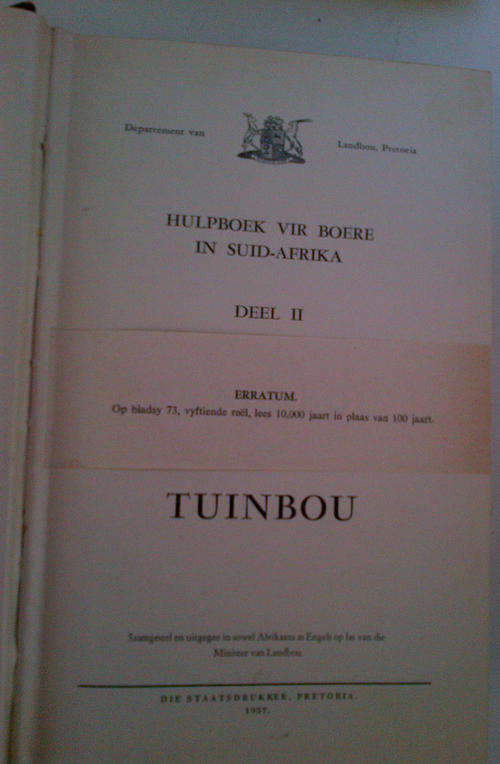 Departement van Landbou, Pretoria
HULPBOEK VIR BOERE
IN SUID-AFRIKA
DEEL II
ERRATUM.
Op bladsy 73, vyftiende reël, lees 10,000 jaart in plaas van 100 jaart.
TUINBOU
Saamgestel en uitgegee in sowel Afrikaans as Engels op las van die
Minister van Landbou.
DIE STAATSDRUKKER, PRETORIA.
1957.